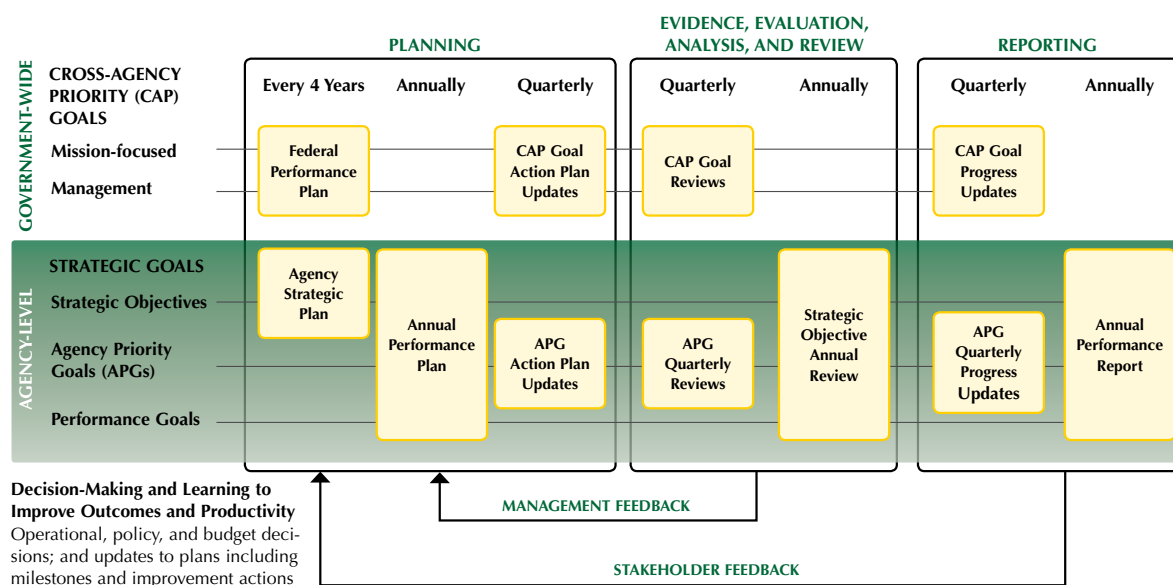 PLANNING
EVIDENCE, EVALUATION,
ANALYSIS, AND REVIEW
REPORTING
GOVERNMENT-WIDE
CROSS-AGENCY
PRIORITY (CAP)
GOALS
Every 4 Years
Annually
Quarterly
Quarterly
Annually
Quarterly
Annually
Mission-focused
Management
Federal
Performance
Plan
CAP Goal
Action Plan
Updates
CAP Goal
Reviews
CAP Goal
Progress
Updates
AGENCY-LEVEL
STRATEGIC GOALS
Strategic Objectives
Agency Priority
Goals (APGs)
Performance Goals
Agency
Strategic
Plan
Annual
Performance
Plan
APG
Action Plan
Updates
APG
Quarterly
Reviews
Strategic
Objective
Annual
Review
APG
Quarterly
Progress
Updates
Annual
Performance
Report
Decision-Making and Learning to
Improve Outcomes and Productivity
Operational, policy, and budget deci-
sions; and updates to plans including
milestones and improvement actions
MANAGEMENT FEEDBACK
STAKEHOLDER FEEDBACK